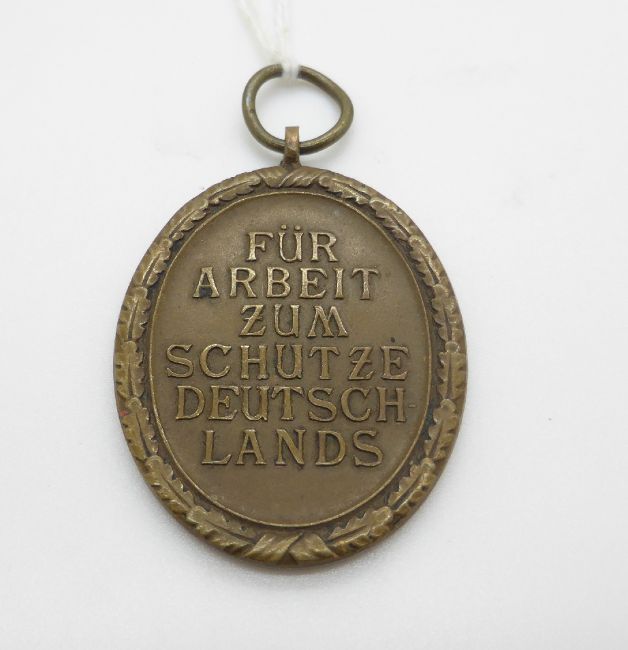 FÜR
ARBEIT
ZUM
SCHUTZE
DEUTSCH-
LANDS